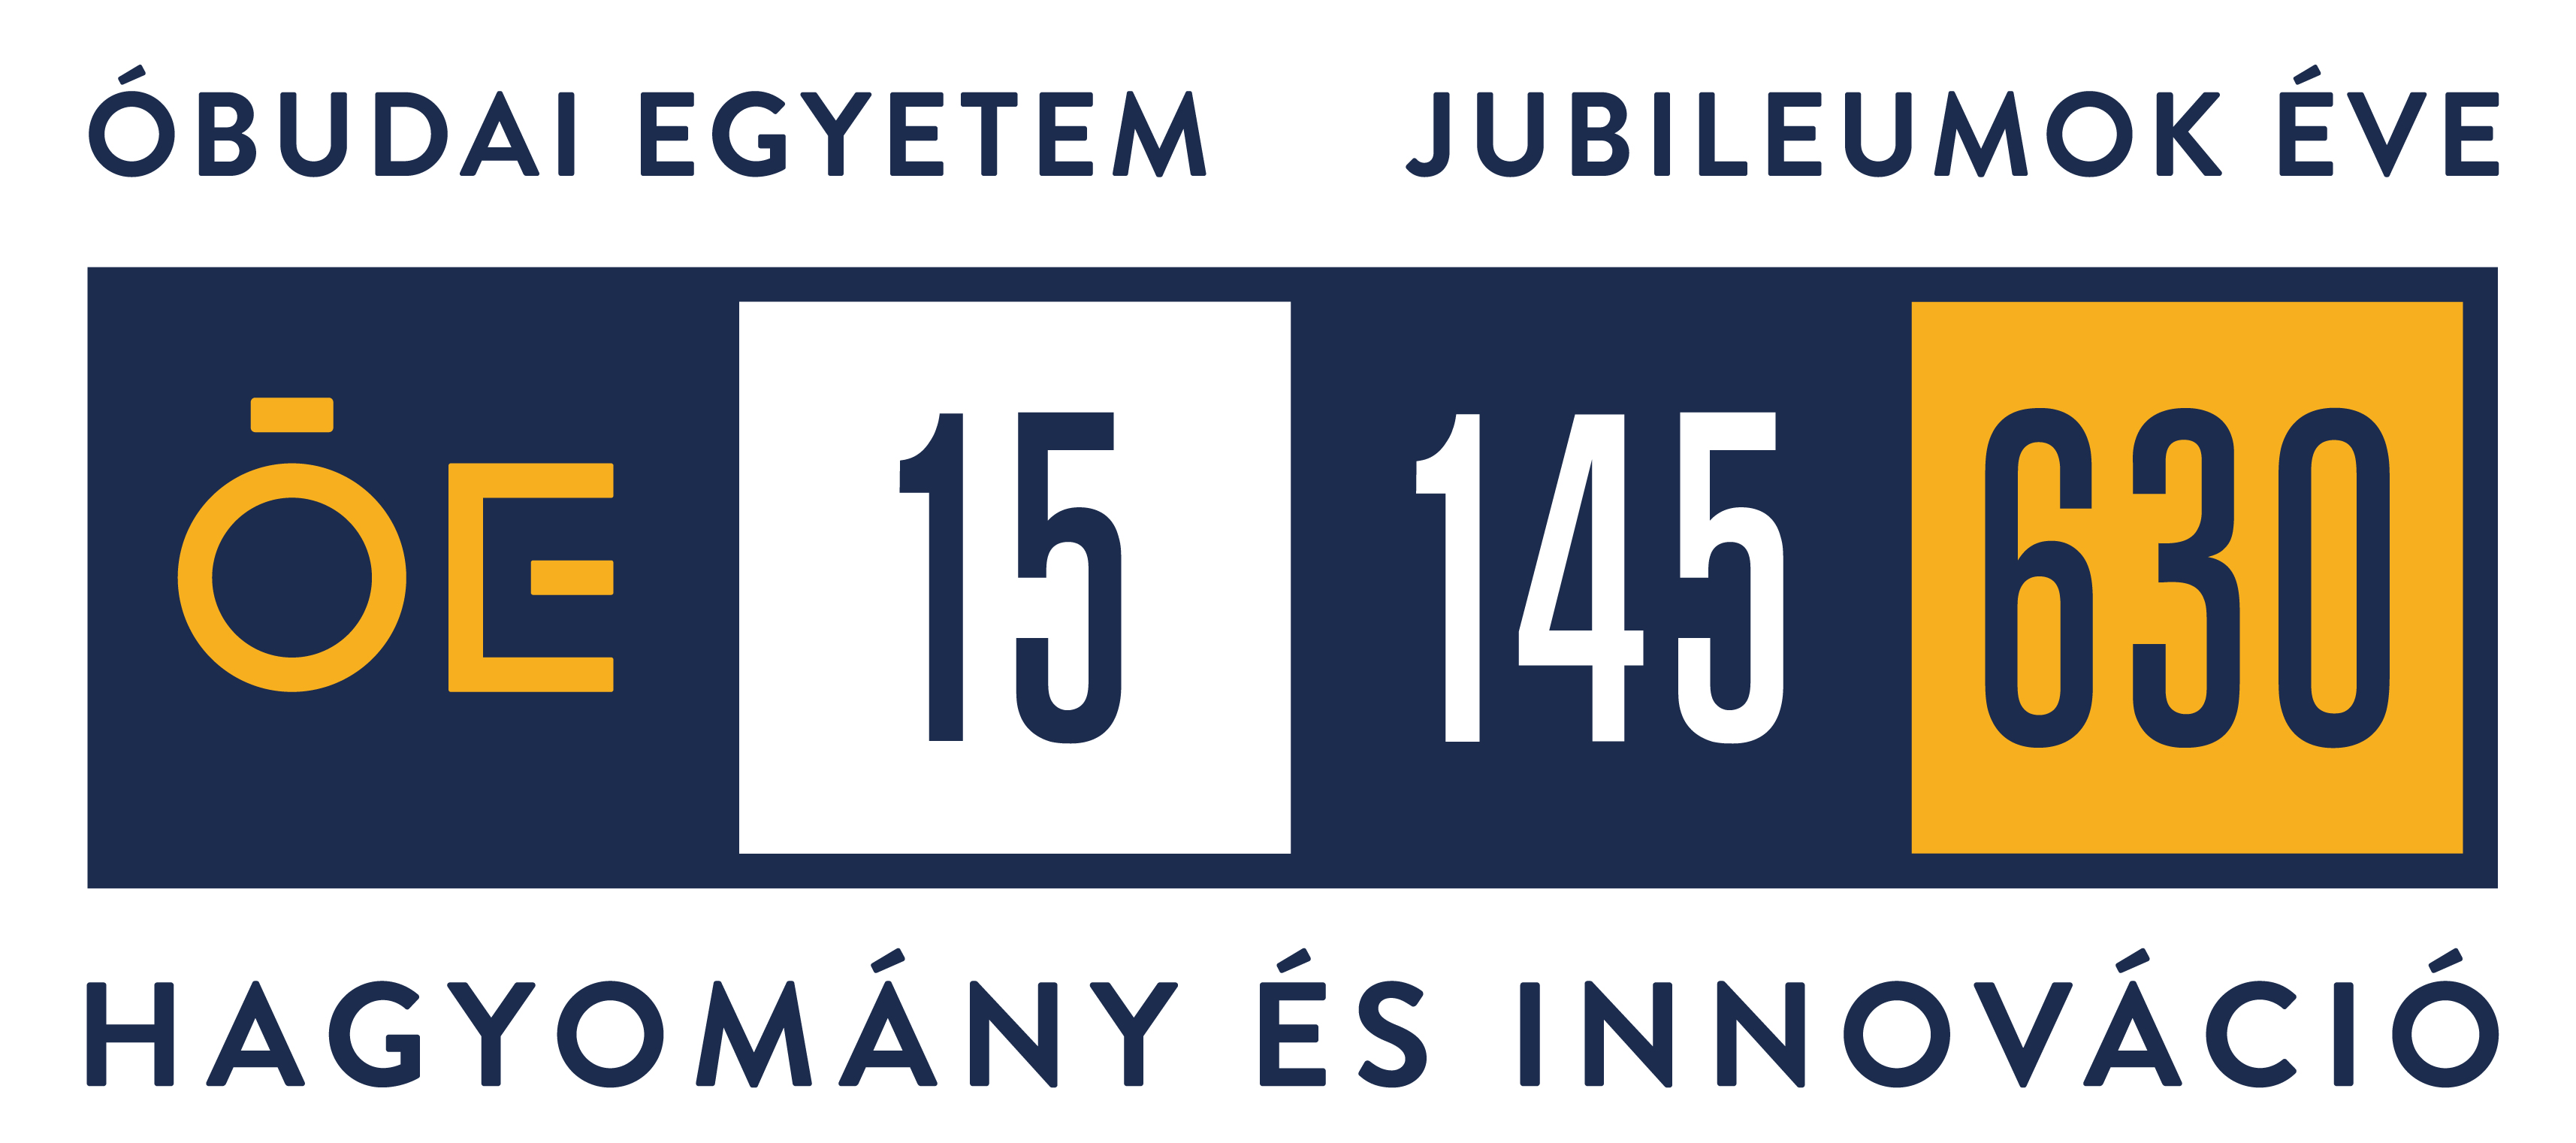 ÓBUDAI EGYETEM JUBILEUMOK ÉVE
ŌE 15 145 630
HAGYOMÁNY ÉS INNOVÁCIÓ